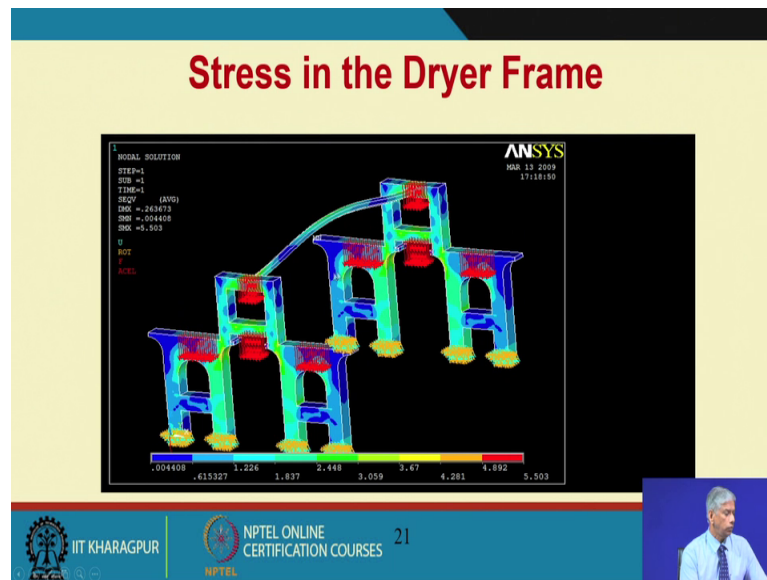 Stress in the Dryer Frame
1
NODAL SOLUTION
STEP=1
SUB =1
TIME=1
SEQV (AVG)
DMX =.263673
SMN =.004408
SMX =5.503
U
ROT
F
ACEL
ANSYS
MAR 13 2009
17:18:50
MN
.004408 1.226 2.448 3.67 4.892
.615327 1.837 3.059 4.281 5.503
IIT KHARAGPUR
NPTEL
NPTEL ONLINE
CERTIFICATION COURSES
21